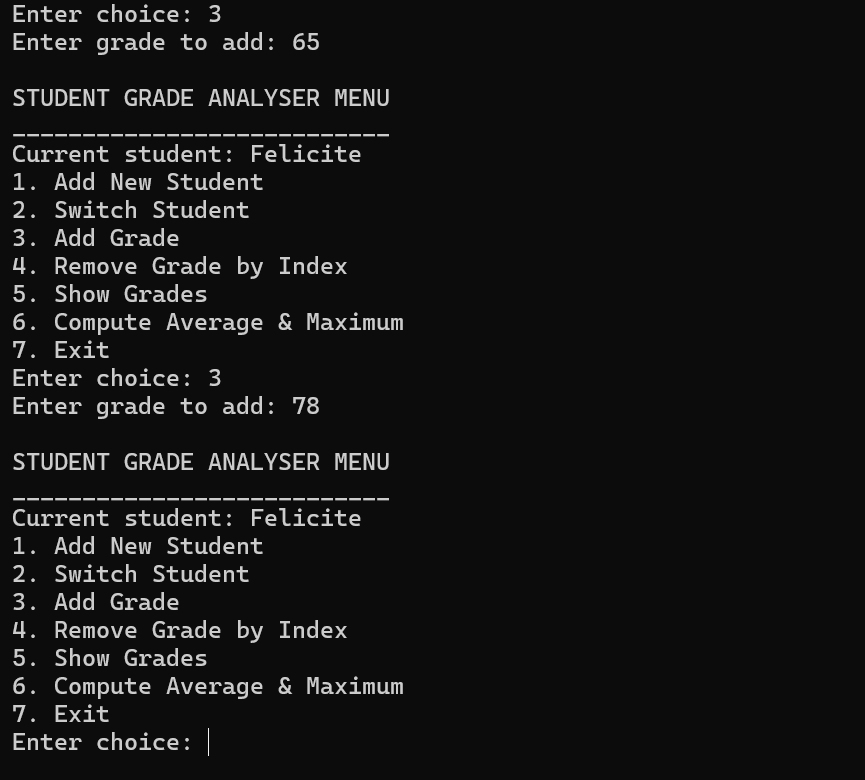 Enter choice: 3
Enter grade to add: 65
STUDENT GRADE ANALYSER MENU
___________________________
Current student: Felicite
1. Add New Student
2. Switch Student
3. Add Grade
4. Remove Grade by Index
5. Show Grades
6. Compute Average & Maximum
7. Exit
Enter choice: 3
Enter grade to add: 78
STUDENT GRADE ANALYSER MENU
___________________________
Current student: Felicite
1. Add New Student
2. Switch Student
3. Add Grade
4. Remove Grade by Index
5. Show Grades
6. Compute Average & Maximum
7. Exit
Enter choice: